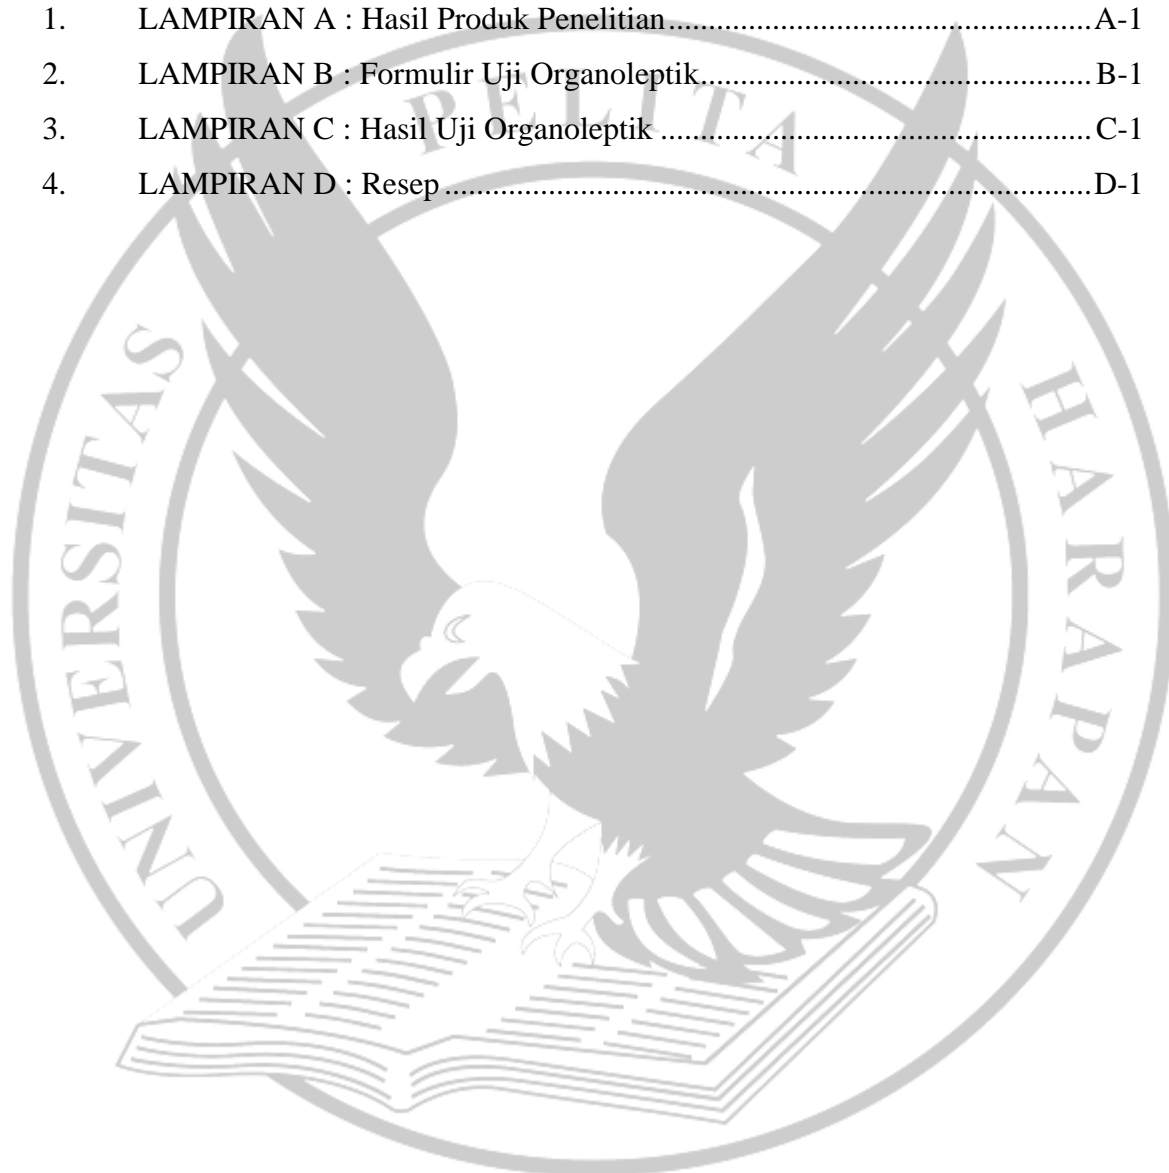 1. LAMPIRAN A : Hasil Produk Penelitian.......................................................A-1
2. LAMPIRAN B : Formulir Uji Organoleptik.................................................. B-1
3. LAMPIRAN C : Hasil Uji Organoleptik ....................................................... C-1
4. LAMPIRAN D : Resep ..................................................................................D-1
UNIVERSITAS PELITA HARAPAN